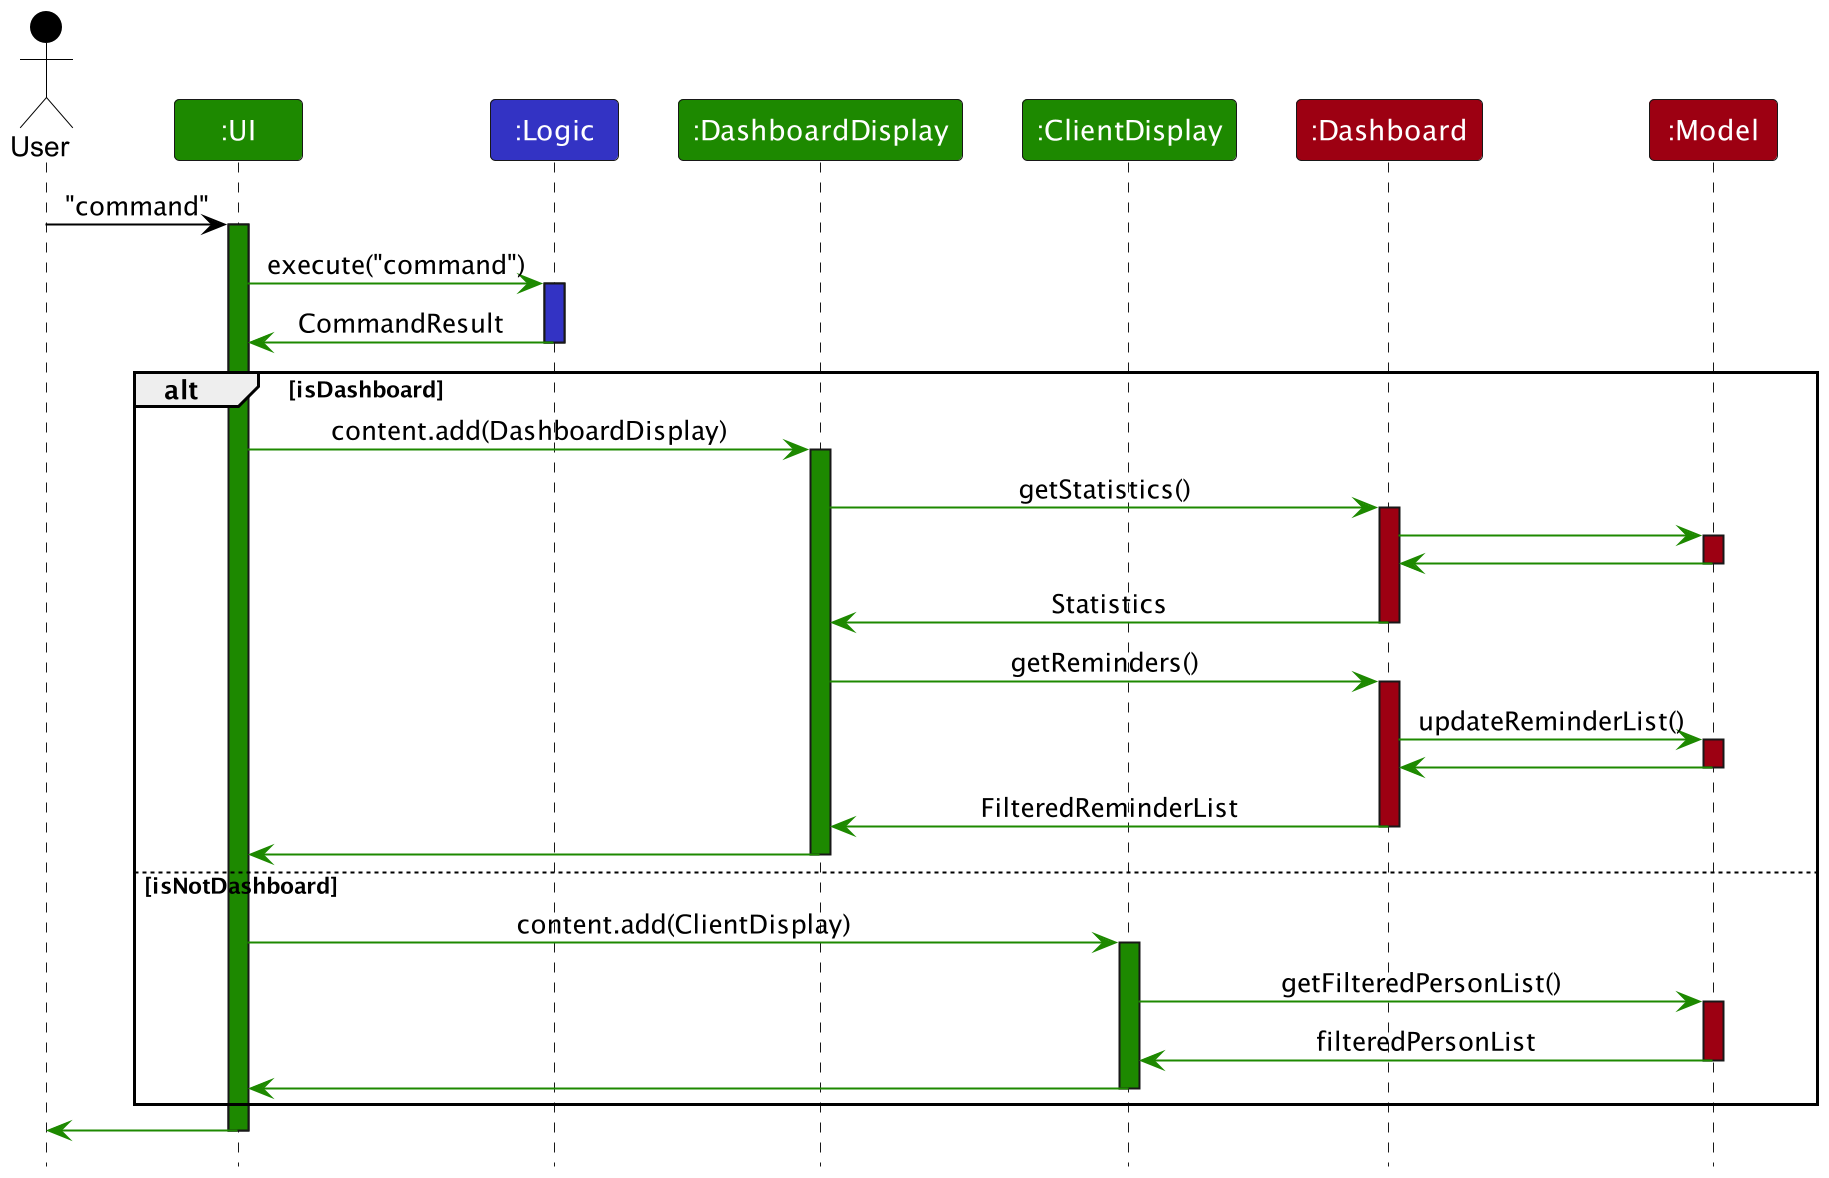 User
:UI
:Logic
:DashboardDisplay
:ClientDisplay
:Dashboard
:Model
"command"
execute("command")
CommandResult
alt
[isDashboard]
content.add(DashboardDisplay)
getStatistics()
Statistics
getReminders()
updateReminderList()
FilteredReminderList
[isNotDashboard]
content.add(ClientDisplay)
getFilteredPersonList()
filteredPersonList